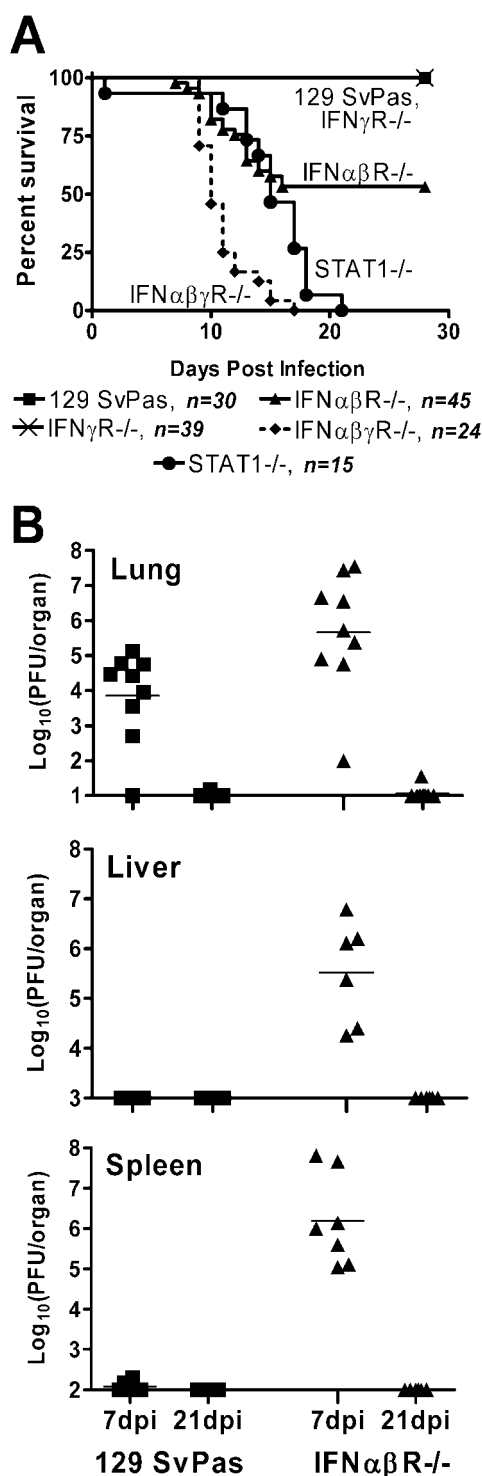 A
Percent survival
100
75
50
25
0
129 SvPas,
IFNγR-/-
IFNαβR-/-
STAT1-/-
IFNαβγR-/-
0 10 20 30
Days Post Infection
129 SvPas, n=30 IFNαβR-/-, n=45
IFNγR-/-, n=39 IFNαβγR-/-, n=24
STAT1-/-, n=15
B
Lung
Log10(PFU/organ)
8
7
6
5
4
3
2
1
Liver
Log10(PFU/organ)
8
7
6
5
4
3
Spleen
Log10(PFU/organ)
8
7
6
5
4
3
2
7dpi 21dpi 7dpi 21dpi
129 SvPas IFNαβR-/-